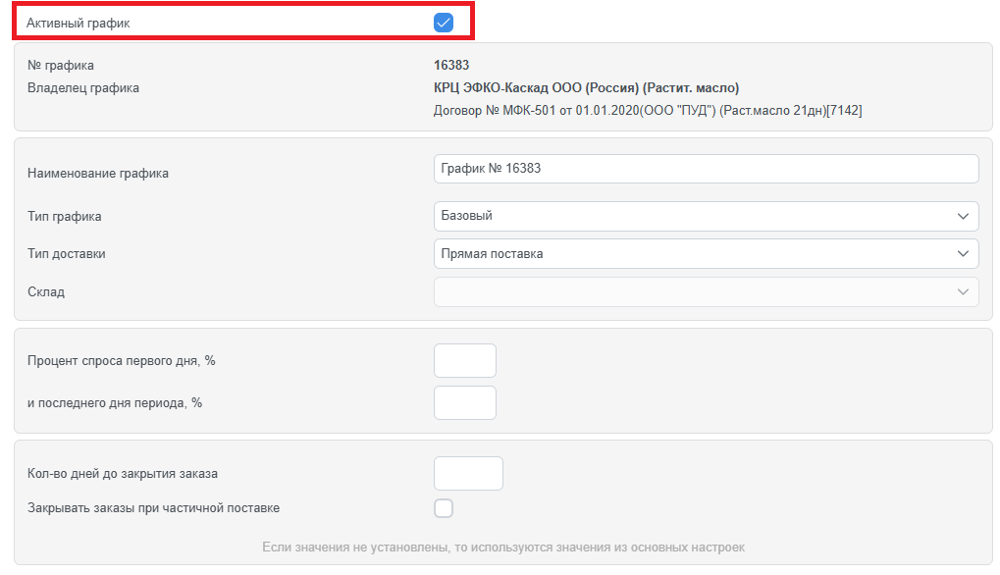 Активный график
№ графика 16383
Владелец графика КРЦ ЭФКО-Каскад ООО (Россия) (Растит. масло)
Договор № МФК-501 от 01.01.2020(ООО "ПУД") (Раст.масло 21дн)[7142]
Наименование графика График № 16383
Тип графика Базовый
Тип доставки Прямая поставка
Склад
Процент спроса первого дня, %
и последнего дня периода, %
Кол-во дней до закрытия заказа
Закрывать заказы при частичной поставке
Если значения не установлены, то используются значения из основных настроек